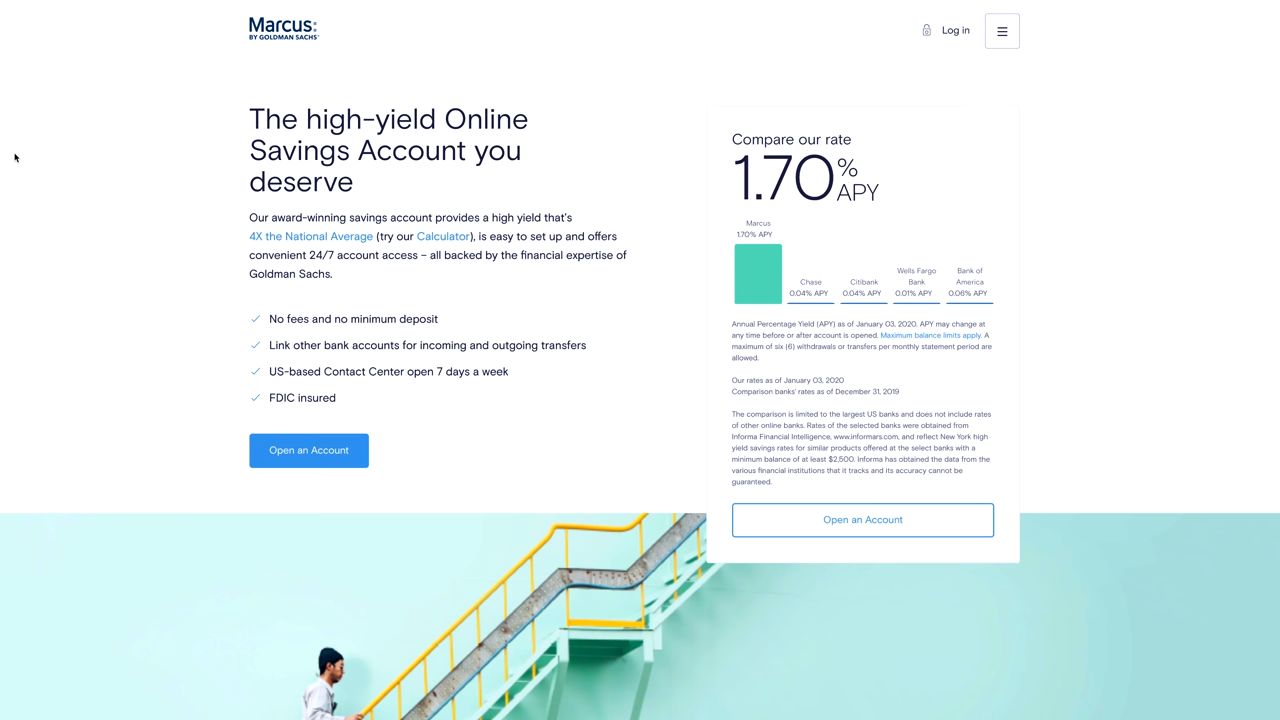 Marcus:
BY GOLDMAN SACHS
Log in
The high-yield Online
Savings Account you
deserve
Our award-winning savings account provides a high yield that's
4X the National Average (try our Calculator), is easy to set up and offers
convenient 24/7 account access – all backed by the financial expertise of
Goldman Sachs.
No fees and no minimum deposit
Link other bank accounts for incoming and outgoing transfers
US-based Contact Center open 7 days a week
FDIC insured
Open an Account
Compare our rate
1.70% APY
Marcus
1.70% APY
Chase
0.04% APY
Citibank
0.04% APY
Wells Fargo
Bank
0.01% APY
Bank of
America
0.06% APY
Annual Percentage Yield (APY) as of January 03, 2020. APY may change at
any time before or after account is opened. Maximum balance limits apply. A
maximum of six (6) withdrawals or transfers per monthly statement period are
allowed.
Our rates as of January 03, 2020
Comparison banks' rates as of December 31, 2019
The comparison is limited to the largest US banks and does not include rates
of other online banks. Rates of the selected banks were obtained from
Informa Financial Intelligence, www.informars.com, and reflect New York high
yield savings rates for similar products offered at the select banks with a
minimum balance of at least $2,500. Informa has obtained the data from the
various financial institutions that it tracks and its accuracy cannot be
guaranteed.
Open an Account